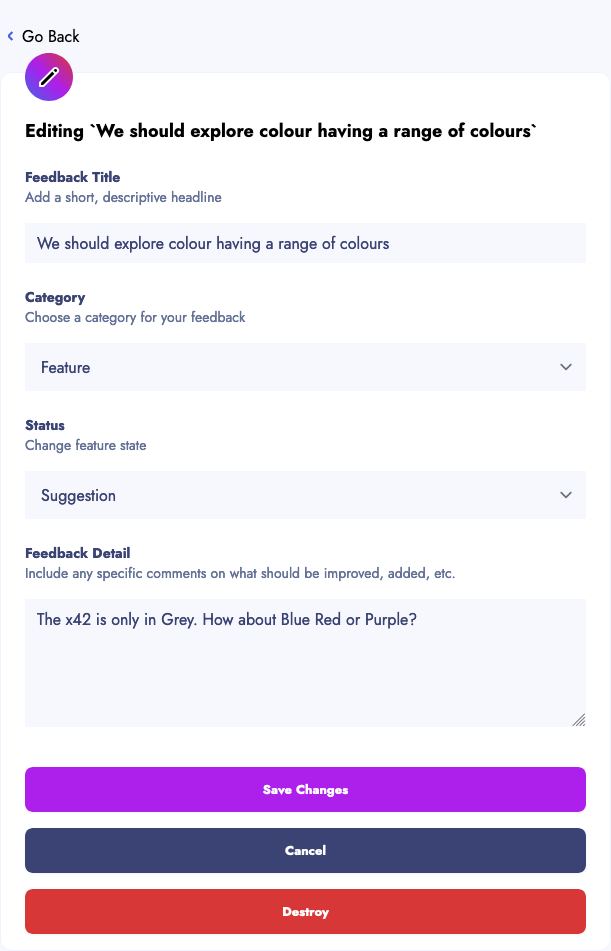 Go Back
Editing `We should explore colour having a range of colours`
Feedback Title
Add a short, descriptive headline
We should explore colour having a range of colours
Category
Choose a category for your feedback
Feature
Status
Change feature state
Suggestion
Feedback Detail
Include any specific comments on what should be improved, added, etc.
The x42 is only in Grey. How about Blue Red or Purple?
Save Changes
Cancel
Destroy